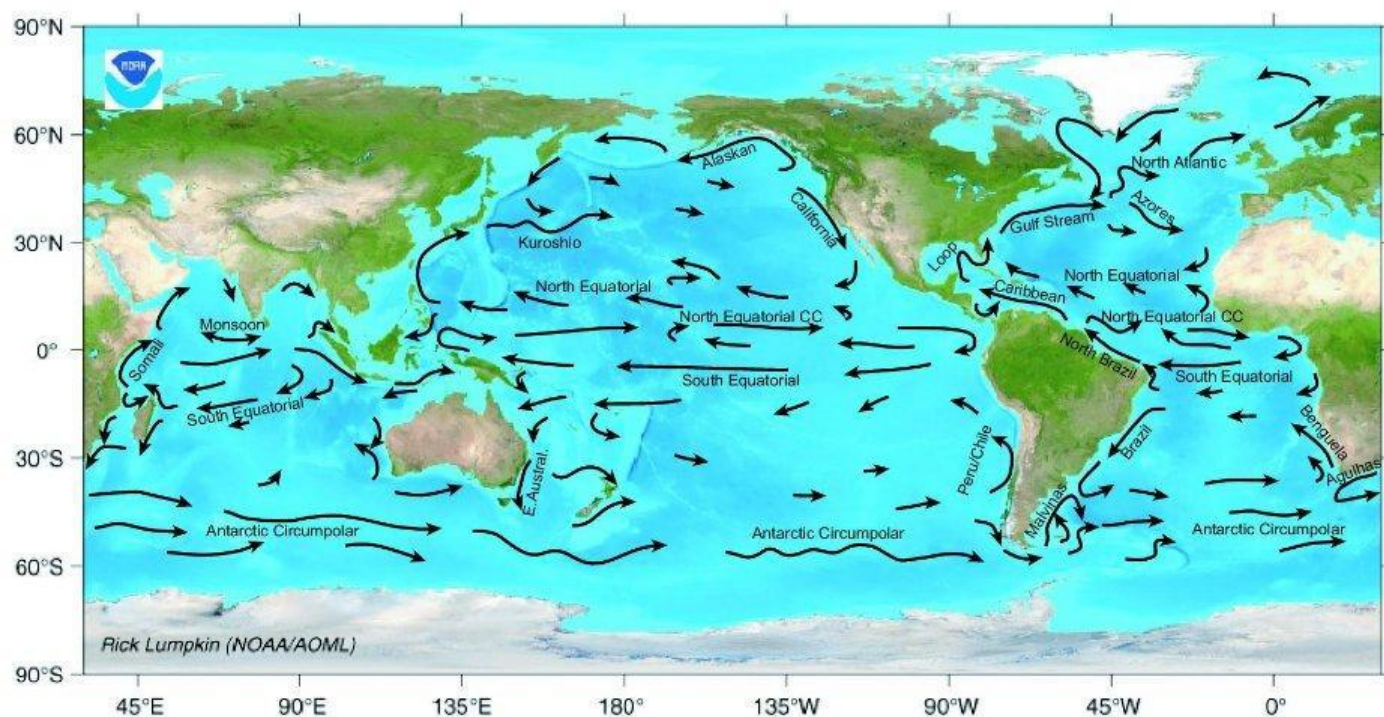 90°N
NOAA
60°N
Alaskan
North Atlantic
California
Azores
Gulf Stream
30°N
Kuroshio
Loop
North Equatorial
North Equatorial
Caribbean
Monsoon
North Equatorial CC
North Equatorial CC
0°
Somali
North Brazil
South Equatorial
South Equatorial
South Equatorial
Brazil
Benguela
30°S
Peru/Chile
Agulhas
E.Austral.
Malvinas
Antarctic Circumpolar
Antarctic Circumpolar
Antarctic Circumpolar
60°S
Rick Lumpkin (NOAA/AOML)
90°S
45°E
90°E
135°E
180°
135°W
90°W
45°W
0°